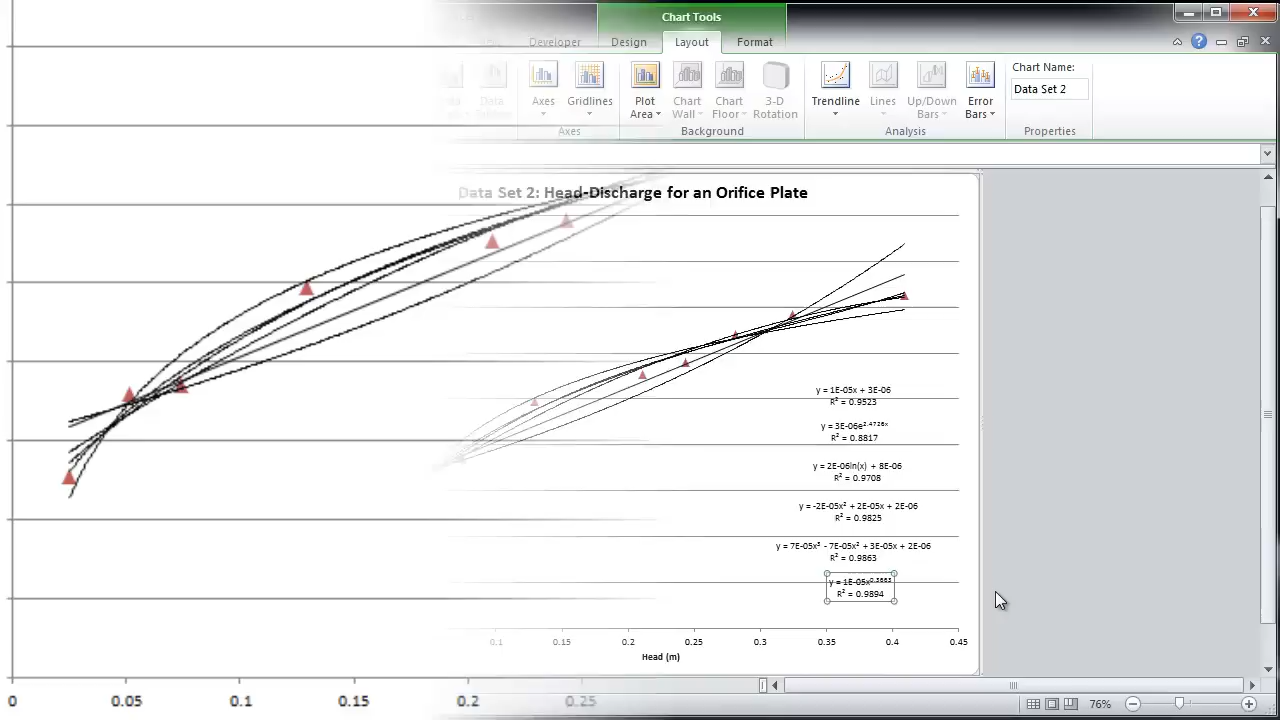 Chart Tools
Developer
Design
Layout
Format
Chart Name:
Data Set 2
Axes
Gridlines
Plot Area
Chart Wall
Chart Floor
3-D Rotation
Trendline
Lines
Up/Down Bars
Error Bars
Axes
Background
Analysis
Properties
Data Set 2: Head-Discharge for an Orifice Plate
y = 1E-05x + 3E-06
R² = 0.9523
y = 3E-06e^2.4726x
R² = 0.8817
y = 2E-06ln(x) + 8E-06
R² = 0.9708
y = -2E-05x² + 2E-05x + 2E-06
R² = 0.9825
y = 7E-05x³ - 7E-05x² + 3E-05x + 2E-06
R² = 0.9863
R² = 0.9894
0.1 0.15 0.2 0.25 0.3 0.35 0.4 0.45
Head (m)
0 0.05 0.1 0.15 0.2 0.25
76%